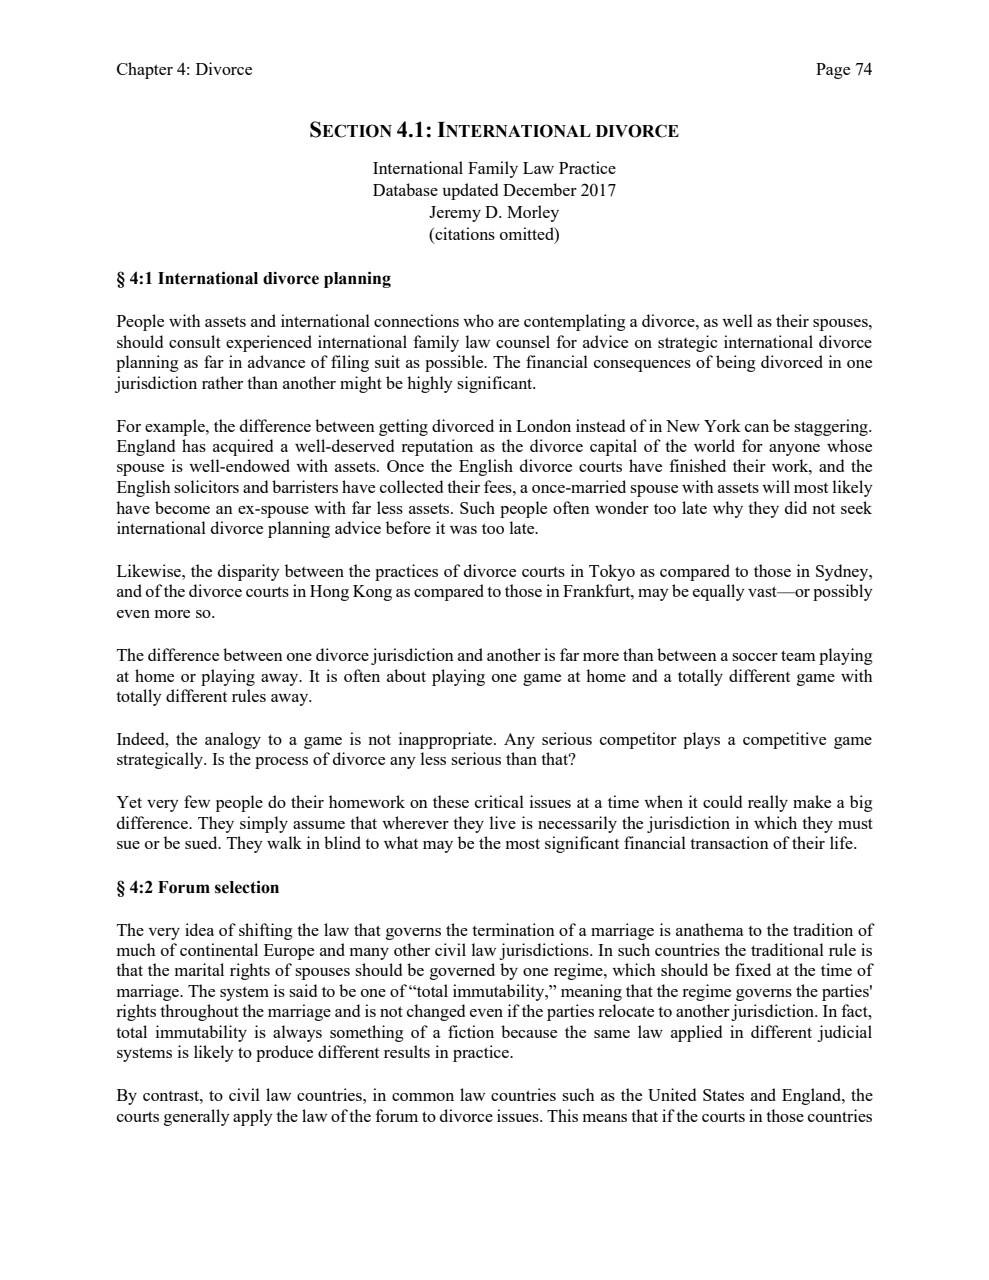 Chapter 4: Divorce Page 74
SECTION 4.1: INTERNATIONAL DIVORCE
International Family Law Practice
Database updated December 2017
Jeremy D. Morley
(citations omitted)
§ 4:1 International divorce planning
People with assets and international connections who are contemplating a divorce, as well as their spouses,
should consult experienced international family law counsel for advice on strategic international divorce
planning as far in advance of filing suit as possible. The financial consequences of being divorced in one
jurisdiction rather than another might be highly significant.
For example, the difference between getting divorced in London instead of in New York can be staggering.
England has acquired a well-deserved reputation as the divorce capital of the world for anyone whose
spouse is well-endowed with assets. Once the English divorce courts have finished their work, and the
English solicitors and barristers have collected their fees, a once-married spouse with assets will most likely
have become an ex-spouse with far less assets. Such people often wonder too late why they did not seek
international divorce planning advice before it was too late.
Likewise, the disparity between the practices of divorce courts in Tokyo as compared to those in Sydney,
and of the divorce courts in Hong Kong as compared to those in Frankfurt, may be equally vast—or possibly
even more so.
The difference between one divorce jurisdiction and another is far more than between a soccer team playing
at home or playing away. It is often about playing one game at home and a totally different game with
totally different rules away.
Indeed, the analogy to a game is not inappropriate. Any serious competitor plays a competitive game
strategically. Is the process of divorce any less serious than that?
Yet very few people do their homework on these critical issues at a time when it could really make a big
difference. They simply assume that wherever they live is necessarily the jurisdiction in which they must
sue or be sued. They walk in blind to what may be the most significant financial transaction of their life.
§ 4:2 Forum selection
The very idea of shifting the law that governs the termination of a marriage is anathema to the tradition of
much of continental Europe and many other civil law jurisdictions. In such countries the traditional rule is
that the marital rights of spouses should be governed by one regime, which should be fixed at the time of
marriage. The system is said to be one of “total immutability,” meaning that the regime governs the parties'
rights throughout the marriage and is not changed even if the parties relocate to another jurisdiction. In fact,
total immutability is always something of a fiction because the same law applied in different judicial
systems is likely to produce different results in practice.
By contrast, to civil law countries, in common law countries such as the United States and England, the
courts generally apply the law of the forum to divorce issues. This means that if the courts in those countries